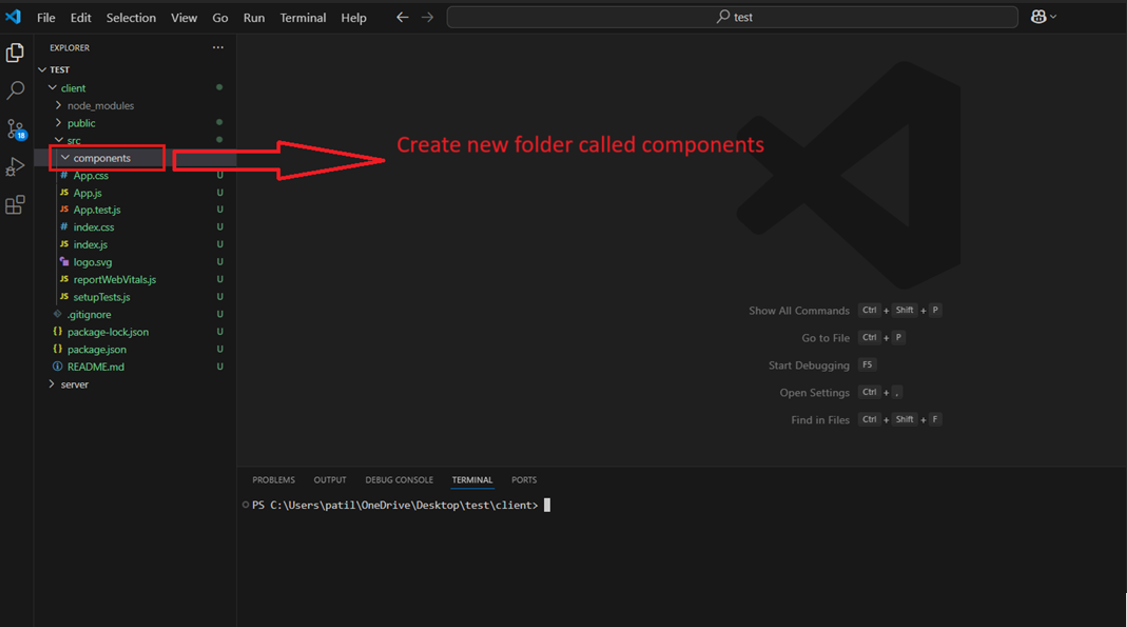 File Edit Selection View Go Run Terminal Help
test
EXPLORER ...
TEST
client
node_modules
public
src
components
Create new folder called components
# App.css U
JS App.js U
JS App.test.js U
# index.css U
JS index.js U
logo.svg U
JS reportWebVitals.js U
JS setupTests.js U
.gitignore U
{} package-lock.json U
{} package.json U
README.md U
server
18
Show All Commands Ctrl + Shift + P
Go to File Ctrl + P
Start Debugging F5
Open Settings Ctrl + ,
Find in Files Ctrl + Shift + F
PROBLEMS OUTPUT DEBUG CONSOLE TERMINAL PORTS
PS C:\Users\patil\OneDrive\Desktop\test\client>